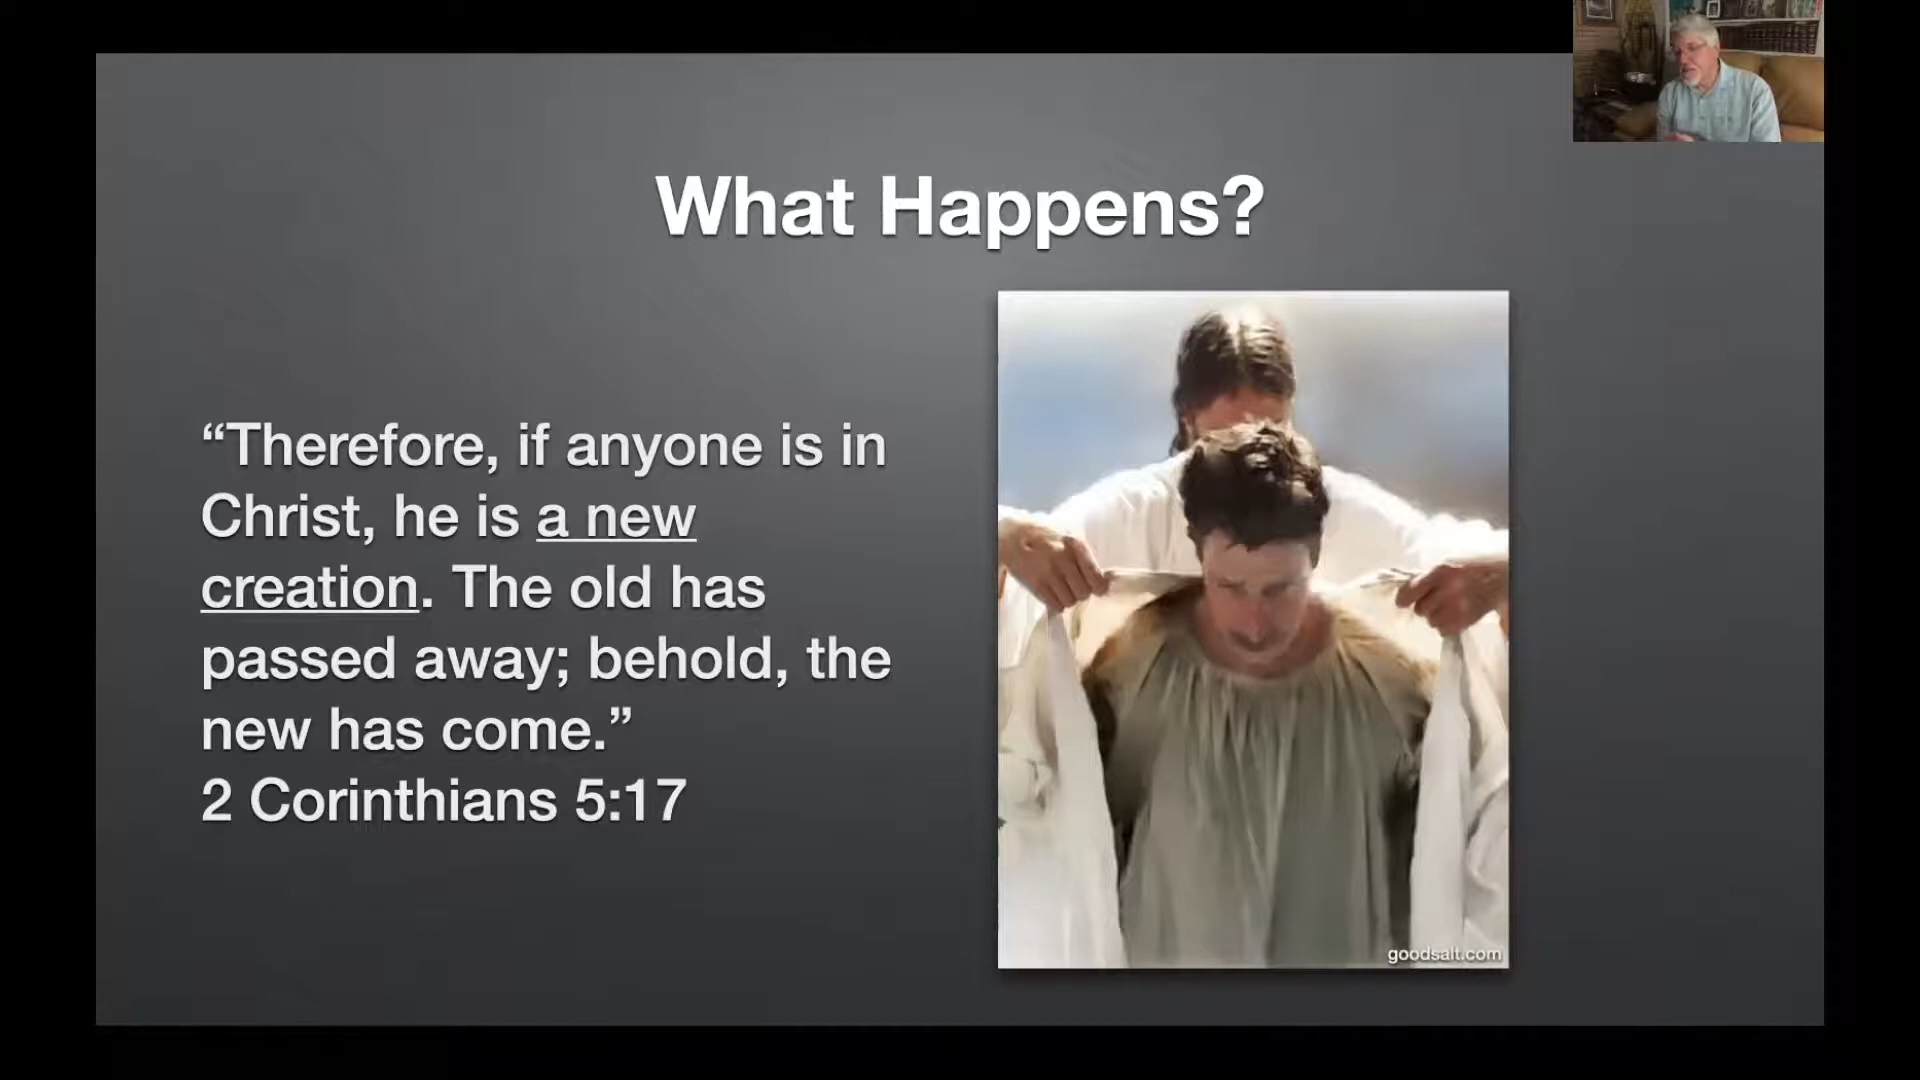 What Happens?
“Therefore, if anyone is in
Christ, he is a new
creation. The old has
passed away; behold, the
new has come.”
2 Corinthians 5:17
goodsalt.com